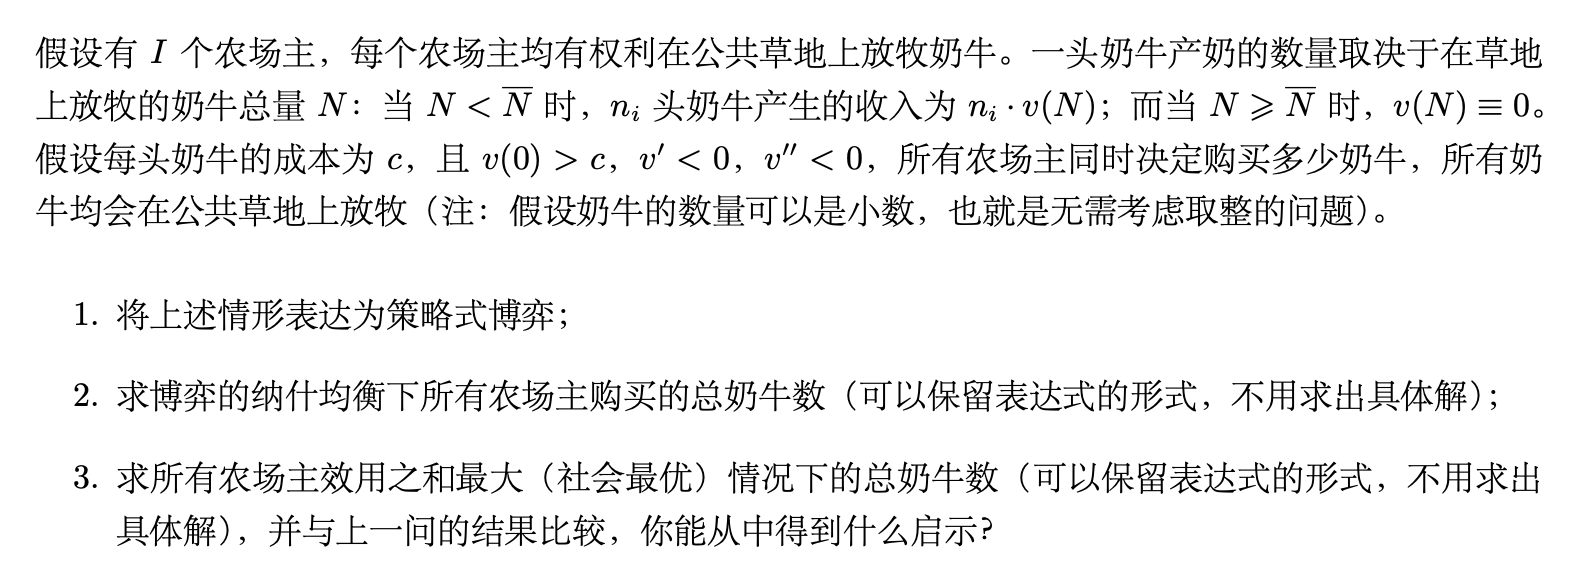 假设有 I 个农场主，每个农场主均有权利在公共草地上放牧奶牛。一头奶牛产奶的数量取决于在草地
上放牧的奶牛总量 N：当 N < N̅ 时，nᵢ 头奶牛产生的收入为 nᵢ · v(N)；而当 N ⩾ N̅ 时，v(N) ≡ 0。
假设每头奶牛的成本为 c，且 v(0) > c，v′ < 0，v″ < 0，所有农场主同时决定购买多少奶牛，所有奶
牛均会在公共草地上放牧（注：假设奶牛的数量可以是小数，也就是无需考虑取整的问题）。
1. 将上述情形表达为策略式博弈；
2. 求博弈的纳什均衡下所有农场主购买的总奶牛数（可以保留表达式的形式，不用求出具体解）；
3. 求所有农场主效用之和最大（社会最优）情况下的总奶牛数（可以保留表达式的形式，不用求出
具体解），并与上一问的结果比较，你能从中得到什么启示?